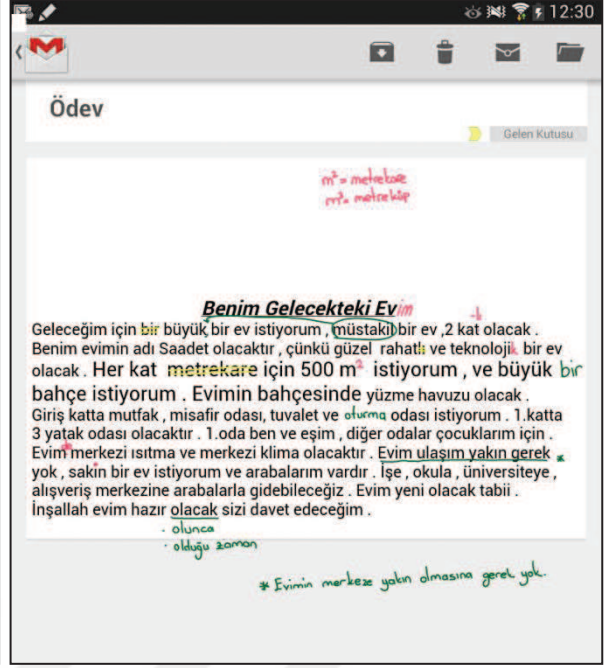 12:30
Ödev
Gelen Kutusu
m² = metrekare
m³ = metreküp
Benim Gelecekteki Evim
Geleceğim için bir büyük bir ev istiyorum , müstakil bir ev ,2 kat olacak .
Benim evimin adı Saadet olacaktır , çünkü güzel rahatlı ve teknolojik bir ev
olacak . Her kat metrekare için 500 m² istiyorum , ve büyük bir
bahçe istiyorum . Evimin bahçesinde yüzme havuzu olacak .
Giriş katta mutfak , misafir odası, tuvalet ve oturma odası istiyorum . 1.katta
3 yatak odası olacaktır . 1.oda ben ve eşim , diğer odalar çocuklarım için .
Evim merkezi ısıtma ve merkezi klima olacaktır . Evim ulaşım yakın gerek *
yok , sakin bir ev istiyorum ve arabalarım vardır . İşe , okula , üniversiteye ,
alışveriş merkezine arabalarla gidebileceğiz . Evim yeni olacak tabii .
İnşallah evim hazır olacak sizi davet edeceğim .
· olunca
· olduğu zaman
* Evimin merkeze yakın olmasına gerek yok.